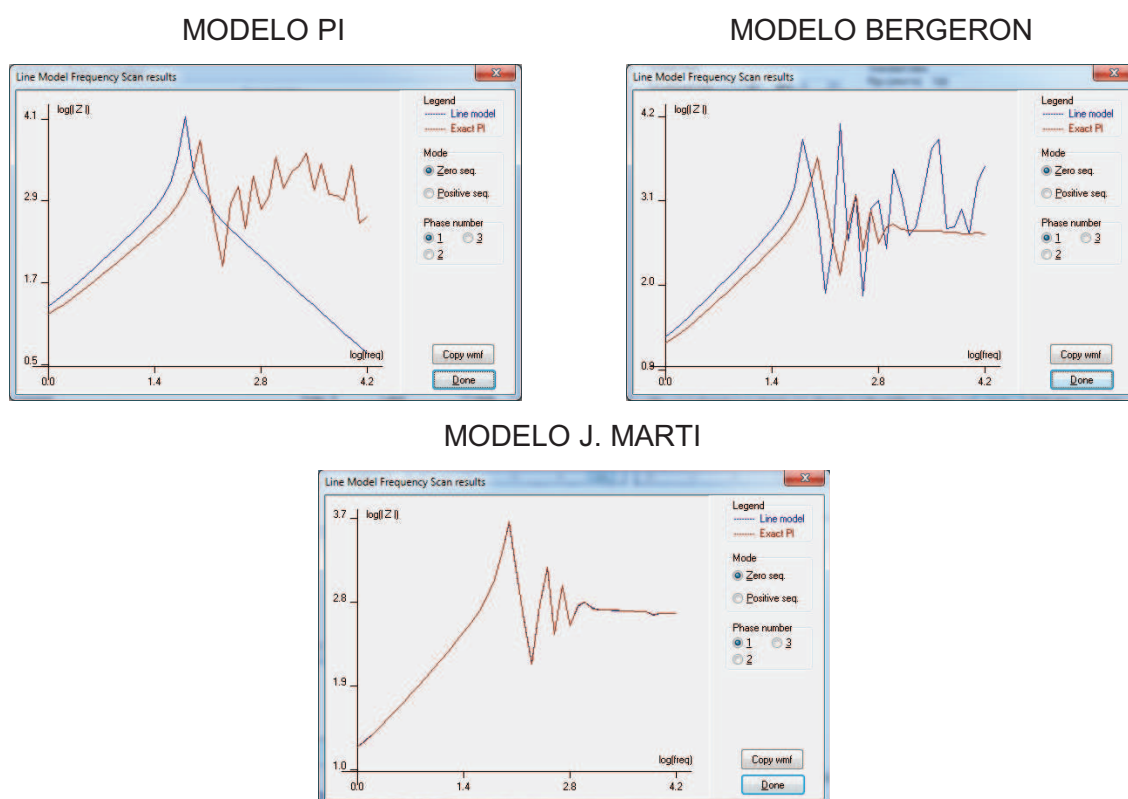 MODELO PI
MODELO BERGERON
Line Model Frequency Scan results
x
log(|Z|)
4.1
2.9
1.7
0.5
0.0
1.4
2.8
4.2
log(freq)
Legend
Line model
Exact PI
Mode
Zero seq.
Positive seq.
Phase number
1 3
2
Copy wmf
Done
Line Model Frequency Scan results
x
log(|Z|)
4.2
3.1
2.0
0.9
0.0
1.4
2.8
4.2
log(freq)
Legend
Line model
Exact PI
Mode
Zero seq.
Positive seq.
Phase number
1 3
2
Copy wmf
Done
MODELO J. MARTI
Line Model Frequency Scan results
x
log(|Z|)
3.7
2.8
1.9
1.0
0.0
1.4
2.8
4.2
log(freq)
Legend
Line model
Exact PI
Mode
Zero seq.
Positive seq.
Phase number
1 3
2
Copy wmf
Done